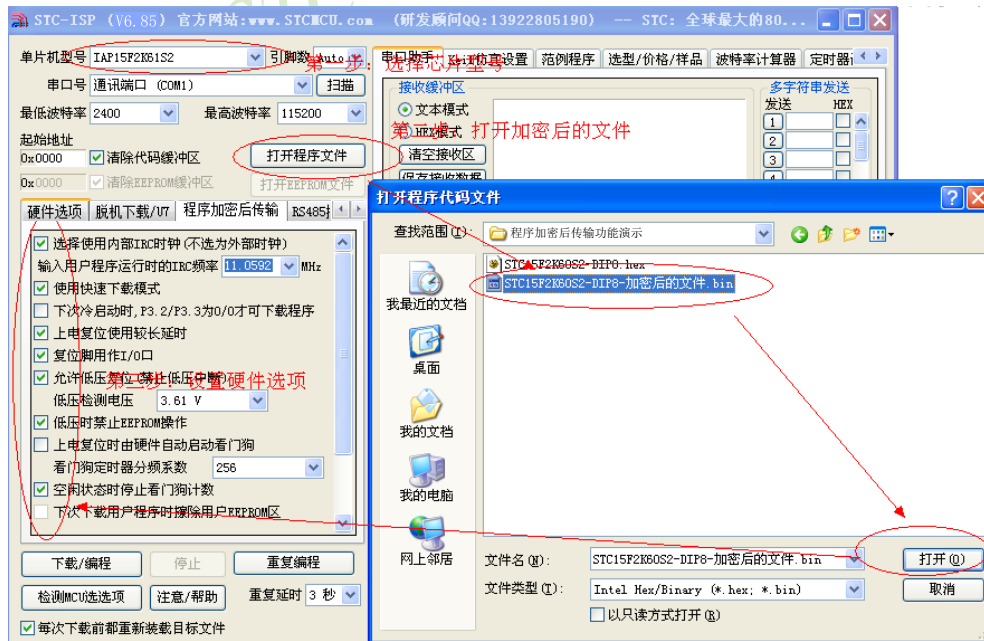 STC-ISP (V6.85) 官方网站:www.STCMCU.com (研发顾问QQ:13922805190) -- STC: 全球最大的80...
单片机型号 IAP15F2K61S2 引脚数 Auto
第一步：选择芯片型号
串口号 通讯端口 (COM1) 扫描
最低波特率 2400 最高波特率 115200
起始地址
0x0000 清除代码缓冲区 打开程序文件
0x0000 清除EEPROM缓冲区 打开EEPROM文件
硬件选项 脱机下载/U7 程序加密后传输 RS485
选择使用内部IRC时钟(不选为外部时钟)
输入用户程序运行时的IRC频率 11.0592 MHz
使用快速下载模式
下次冷启动时,P3.2/P3.3为0/0才可下载程序
上电复位使用较长延时
复位脚用作I/O口
允许低压复位(禁止低压中断)
第三步：设置硬件选项
低压检测电压 3.61 V
低压时禁止EEPROM操作
上电复位时由硬件自动启动看门狗
看门狗定时器分频系数 256
空闲状态时停止看门狗计数
下次下载用户程序时擦除用户EEPROM区
下载/编程 停止 重复编程
检测MCU选选项 注意/帮助 重复延时 3 秒
每次下载前都重新装载目标文件
串口助手 Keil仿真设置 范例程序 选型/价格/样品 波特率计算器 定时器
接收缓冲区 多字符串发送
文本模式 发送 HEX
HEX模式 1
第二步：打开加密后的文件
2
清空接收区 3
保存接收数据 4
打开程序代码文件
查找范围(I): 程序加密后传输功能演示
STC15F2K60S2-DIP8.hex
STC15F2K60S2-DIP8-加密后的文件.bin
我最近的文档
桌面
我的文档
我的电脑
网上邻居
文件名(N): STC15F2K60S2-DIP8-加密后的文件.bin 打开(O)
文件类型(T): Intel Hex/Binary (*.hex; *.bin) 取消
以只读方式打开(R)